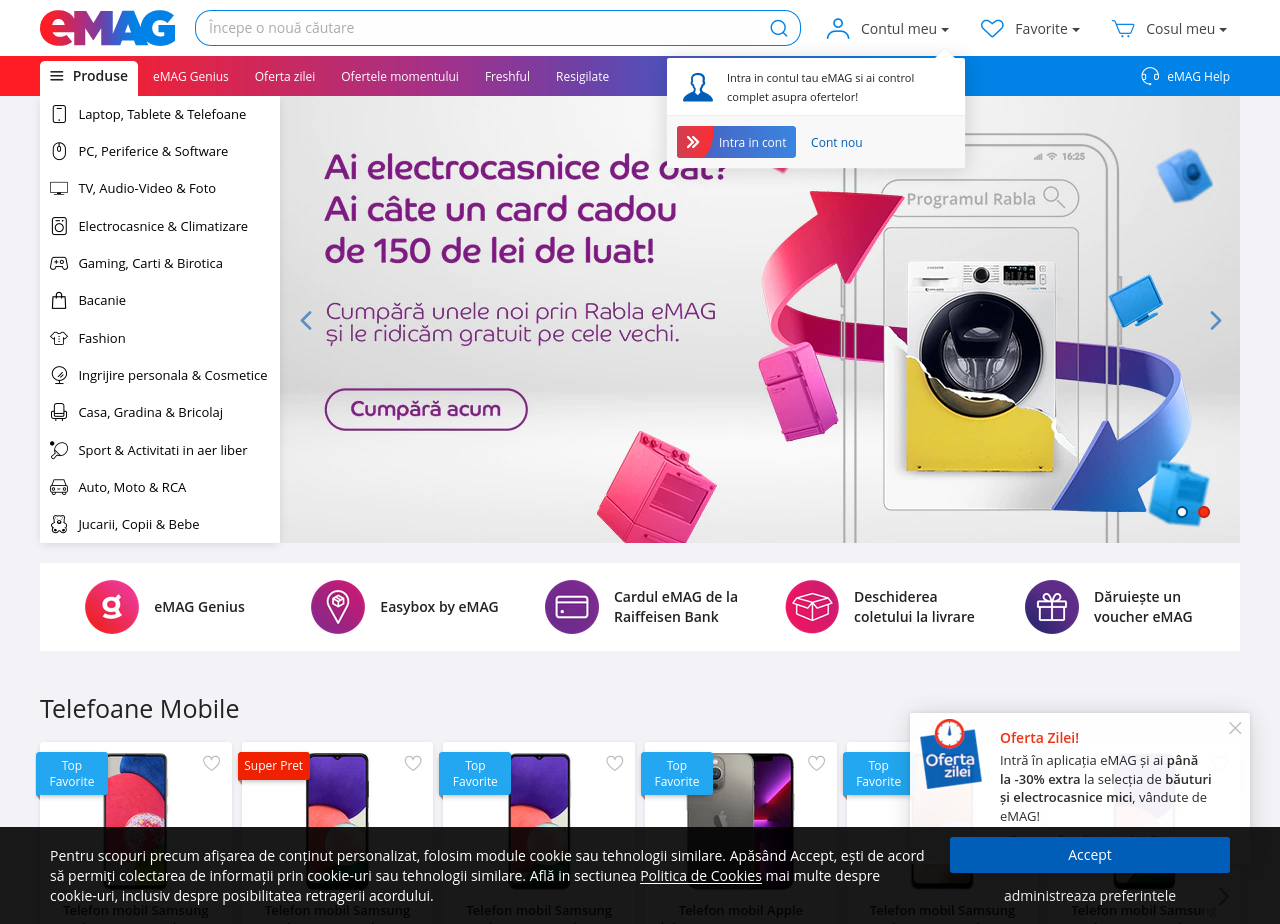 eMAG
Începe o nouă căutare
Contul meu
Favorite
Cosul meu
Produse
eMAG Genius
Oferta zilei
Ofertele momentului
Freshful
Resigilate
eMAG Help
Intra in contul tau eMAG si ai control
complet asupra ofertelor!
Intra in cont
Cont nou
Laptop, Tablete & Telefoane
PC, Periferice & Software
TV, Audio-Video & Foto
Electrocasnice & Climatizare
Gaming, Carti & Birotica
Bacanie
Fashion
Ingrijire personala & Cosmetice
Casa, Gradina & Bricolaj
Sport & Activitati in aer liber
Auto, Moto & RCA
Jucarii, Copii & Bebe
Ai electrocasnice de dat?
Ai câte un card cadou
de 150 de lei de luat!
Cumpără unele noi prin Rabla eMAG
și le ridicăm gratuit pe cele vechi.
Cumpără acum
16:25
Programul Rabla
eMAG Genius
Easybox by eMAG
Cardul eMAG de la
Raiffeisen Bank
Deschiderea
coletului la livrare
Dăruiește un
voucher eMAG
Telefoane Mobile
Top
Favorite
Super Pret
Top
Favorite
Top
Favorite
Top
Favorite
Oferta
zilei
Oferta Zilei!
Intră în aplicația eMAG și ai până
la -30% extra la selecția de băuturi
și electrocasnice mici, vândute de
eMAG!
Pentru scopuri precum afișarea de conținut personalizat, folosim module cookie sau tehnologii similare. Apăsând Accept, ești de acord
să permiți colectarea de informații prin cookie-uri sau tehnologii similare. Află in sectiunea Politica de Cookies mai multe despre
cookie-uri, inclusiv despre posibilitatea retragerii acordului.
Accept
administreaza preferintele
Telefon mobil Samsung
Telefon mobil Samsung
Telefon mobil Samsung
Telefon mobil Apple
Telefon mobil Samsung
Telefon mobil Samsung